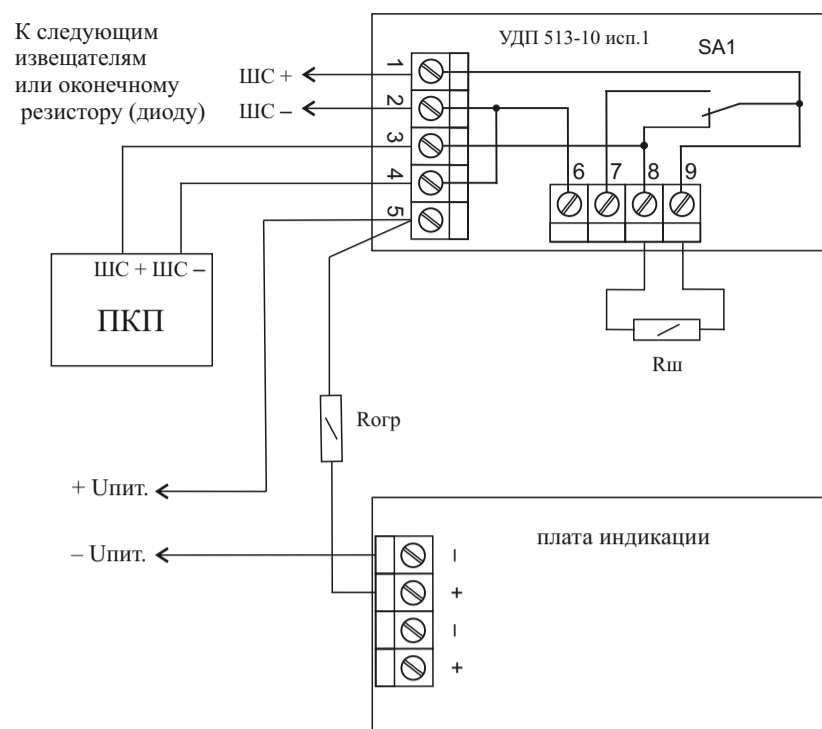 К следующим
извещателям
или оконечному
резистору (диоду)
УДП 513-10 исп.1
SA1
ШС +
ШС –
1
2
3
4
5
6 7 8 9
ШС + ШС –
ПКП
Rш
Rогр
+ Uпит.
– Uпит.
плата индикации
–
+
–
+